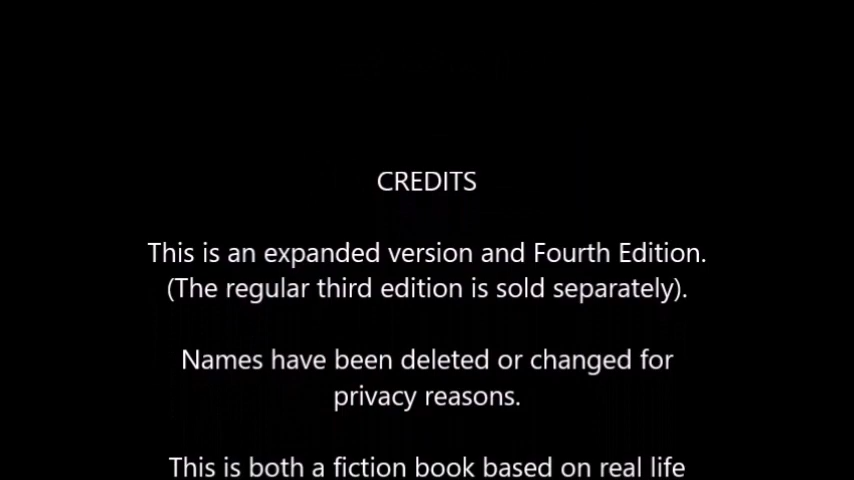 CREDITS
This is an expanded version and Fourth Edition.
(The regular third edition is sold separately).
Names have been deleted or changed for
privacy reasons.
This is both a fiction book based on real life